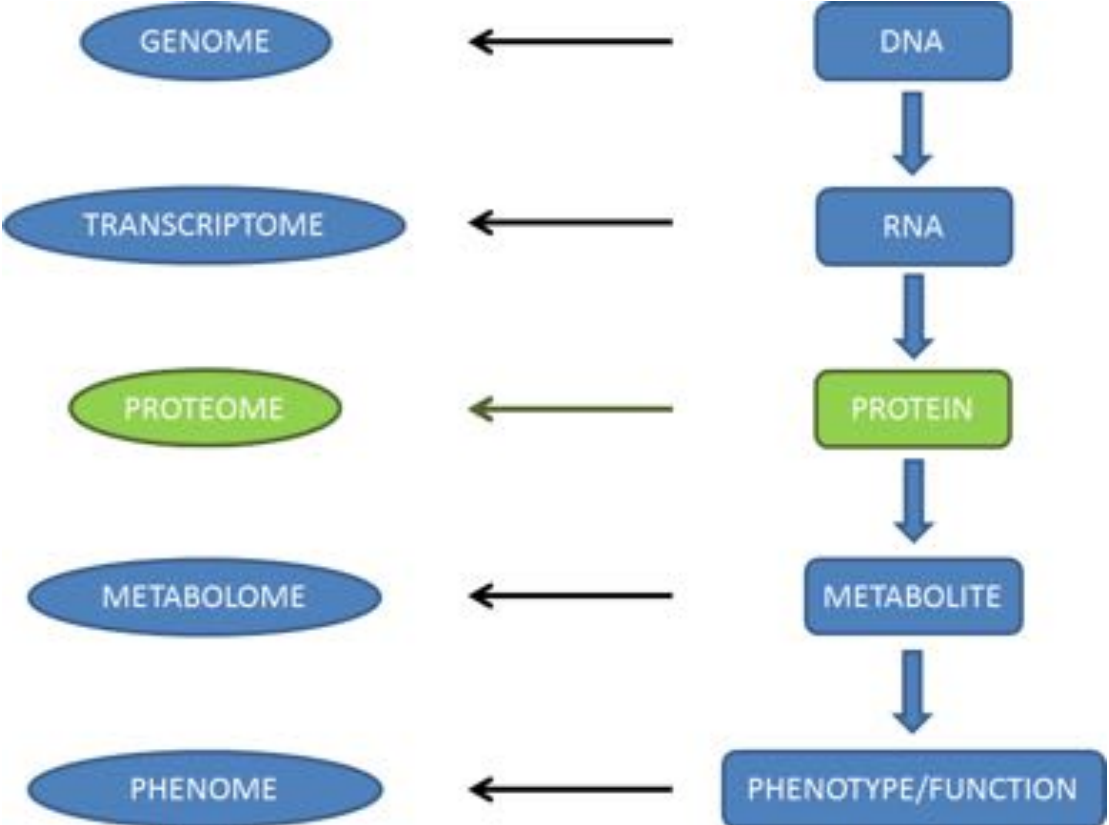 GENOME
DNA
TRANSCRIPTOME
RNA
PROTEOME
PROTEIN
METABOLOME
METABOLITE
PHENOME
PHENOTYPE/FUNCTION